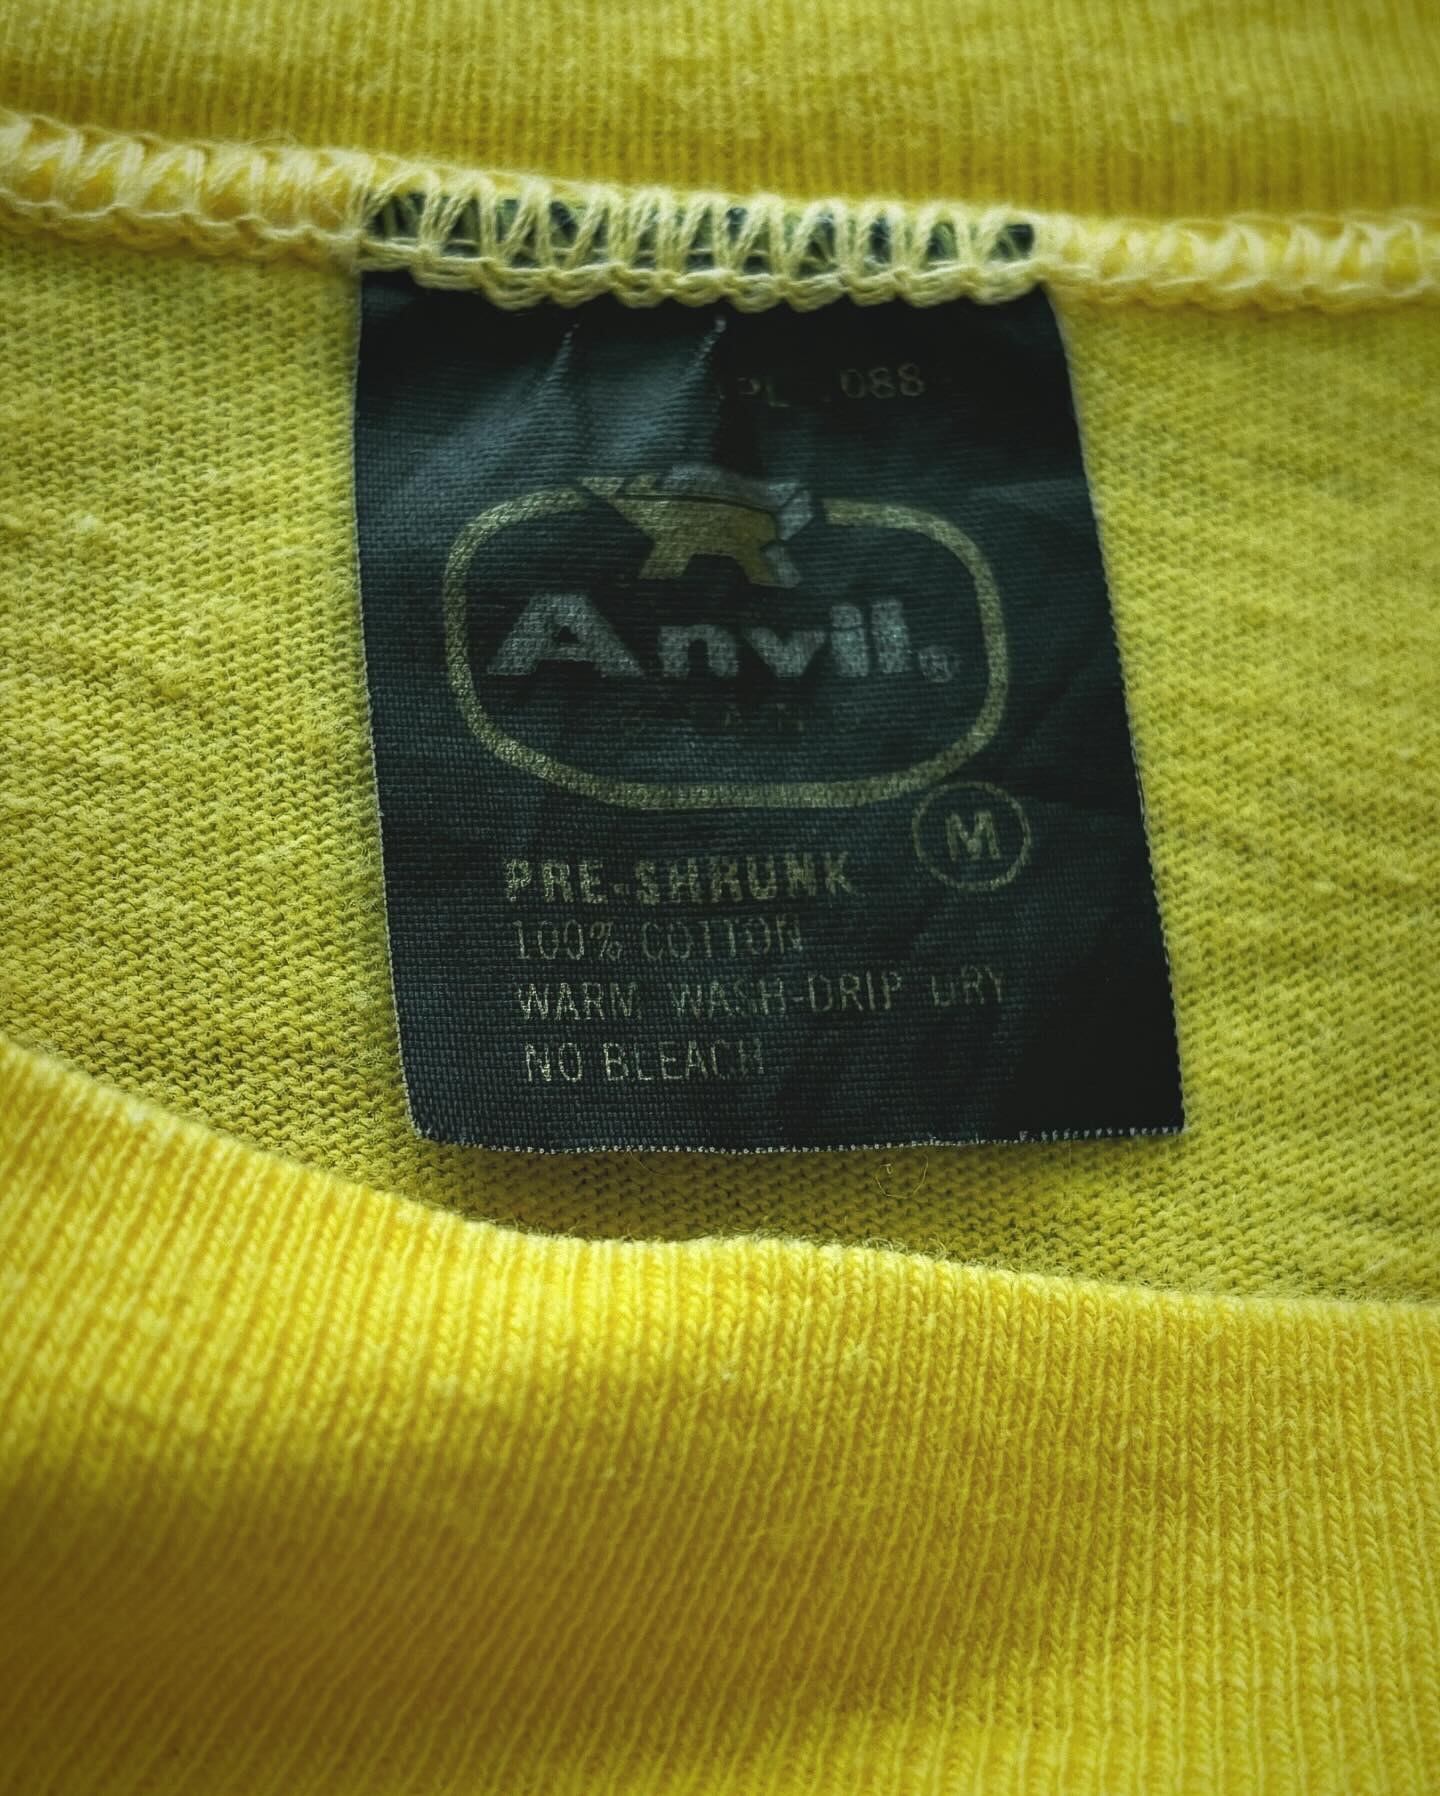 Anvil®
M
PRE-SHRUNK
100% COTTON
WARM WASH-DRIP DRY
NO BLEACH